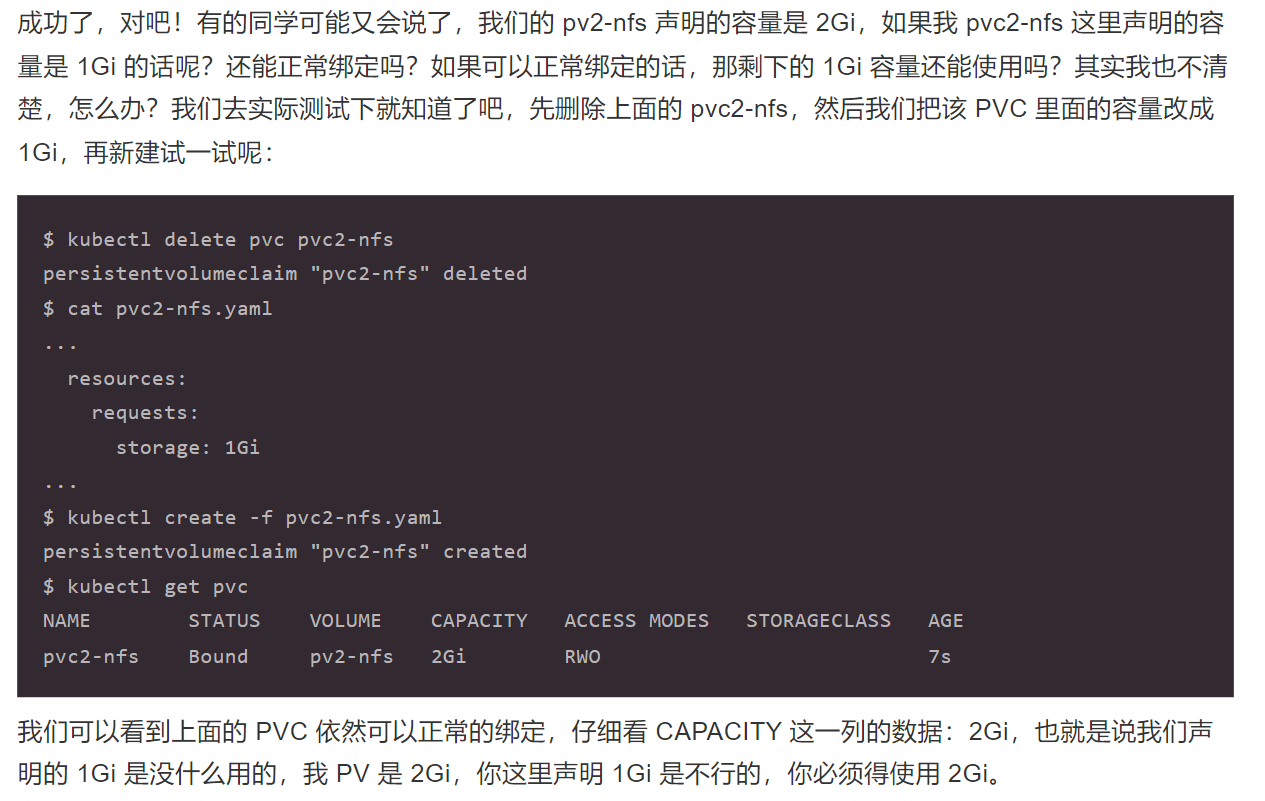 成功了，对吧！有的同学可能又会说了，我们的 pv2-nfs 声明的容量是 2Gi，如果我 pvc2-nfs 这里声明的容
量是 1Gi 的话呢？还能正常绑定吗？如果可以正常绑定的话，那剩下的 1Gi 容量还能使用吗？其实我也不清
楚，怎么办？我们去实际测试下就知道了吧，先删除上面的 pvc2-nfs，然后我们把该 PVC 里面的容量改成
1Gi，再新建试一试呢：
$ kubectl delete pvc pvc2-nfs
persistentvolumeclaim "pvc2-nfs" deleted
$ cat pvc2-nfs.yaml
...
  resources:
    requests:
      storage: 1Gi
...
$ kubectl create -f pvc2-nfs.yaml
persistentvolumeclaim "pvc2-nfs" created
$ kubectl get pvc
NAME        STATUS    VOLUME    CAPACITY   ACCESS MODES   STORAGECLASS   AGE
pvc2-nfs    Bound     pv2-nfs   2Gi        RWO                           7s
我们可以看到上面的 PVC 依然可以正常的绑定，仔细看 CAPACITY 这一列的数据：2Gi，也就是说我们声
明的 1Gi 是没什么用的，我 PV 是 2Gi，你这里声明 1Gi 是不行的，你必须得使用 2Gi。